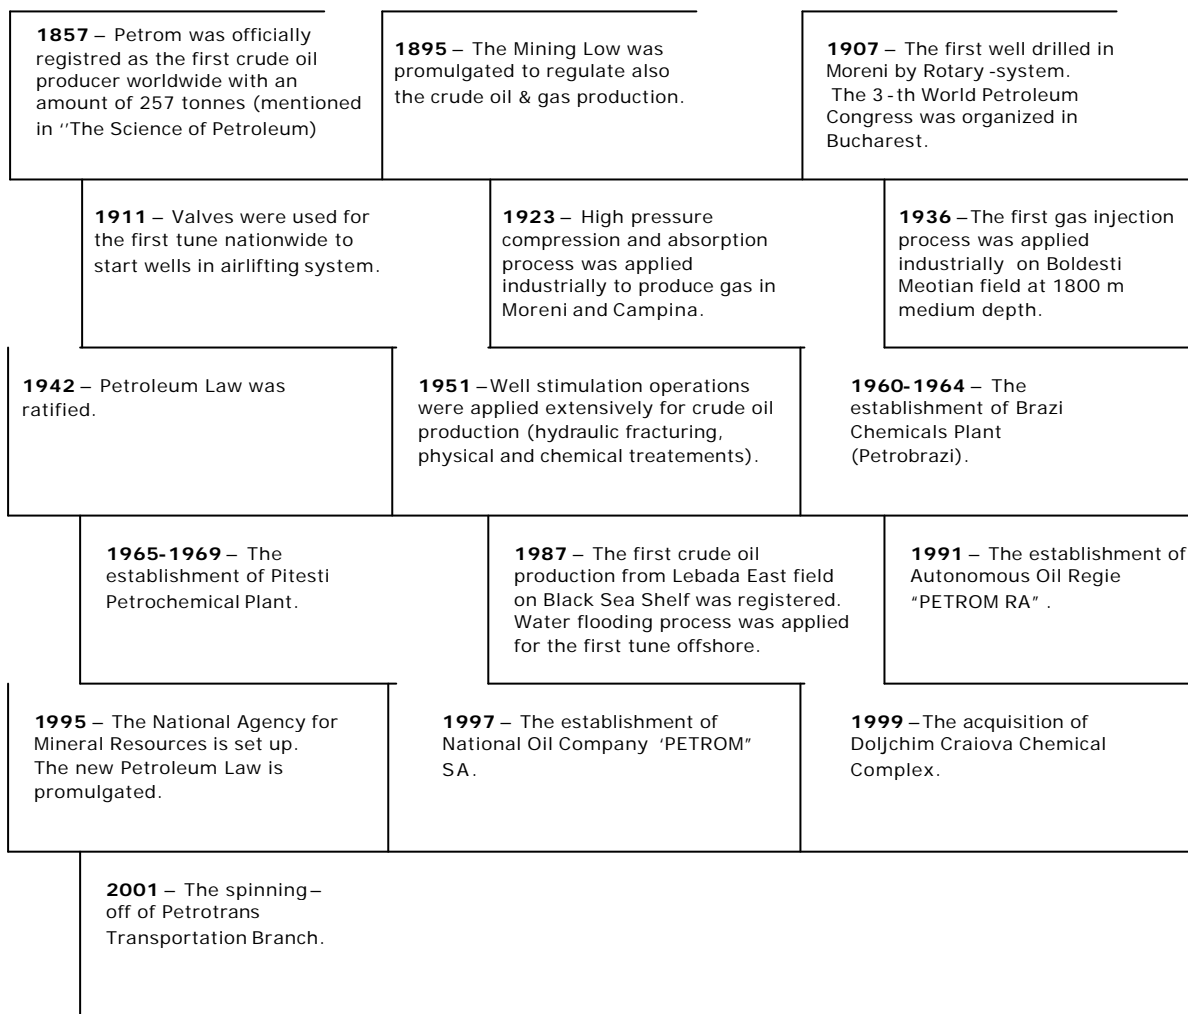 1857 – Petrom was officially
registred as the first crude oil
producer worldwide with an
amount of 257 tonnes (mentioned
in ‘’The Science of Petroleum)
1895 – The Mining Low was
promulgated to regulate also
the crude oil & gas production.
1907 – The first well drilled in
Moreni by Rotary -system.
The 3-th World Petroleum
Congress was organized in
Bucharest.
1911 – Valves were used for
the first tune nationwide to
start wells in airlifting system.
1923 – High pressure
compression and absorption
process was applied
industrially to produce gas in
Moreni and Campina.
1936 –The first gas injection
process was applied
industrially on Boldesti
Meotian field at 1800 m
medium depth.
1942 – Petroleum Law was
ratified.
1951 –Well stimulation operations
were applied extensively for crude oil
production (hydraulic fracturing,
physical and chemical treatements).
1960-1964 – The
establishment of Brazi
Chemicals Plant
(Petrobrazi).
1965-1969 – The
establishment of Pitesti
Petrochemical Plant.
1987 – The first crude oil
production from Lebada East field
on Black Sea Shelf was registered.
Water flooding process was applied
for the first tune offshore.
1991 – The establishment of
Autonomous Oil Regie
“PETROM RA” .
1995 – The National Agency for
Mineral Resources is set up.
The new Petroleum Law is
promulgated.
1997 – The establishment of
National Oil Company ‘PETROM”
SA.
1999 –The acquisition of
Doljchim Craiova Chemical
Complex.
2001 – The spinning–
off of Petrotrans
Transportation Branch.